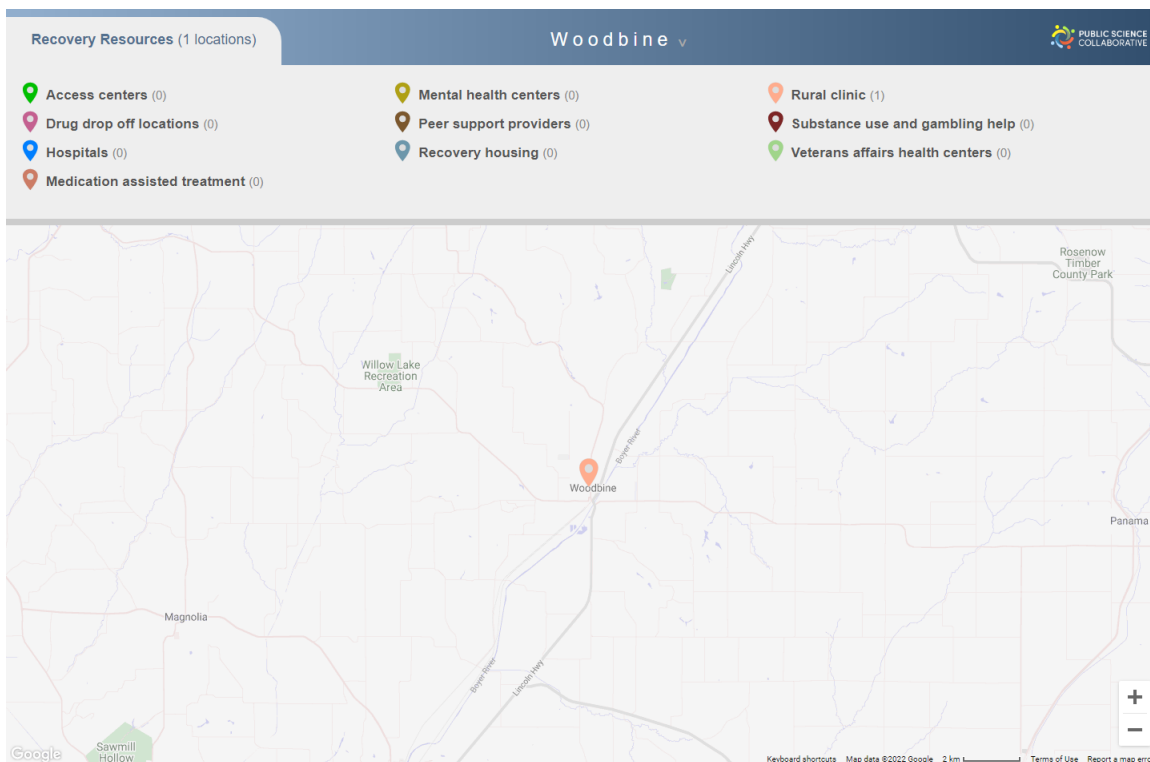 Recovery Resources (1 locations)
Woodbine v
PUBLIC SCIENCE
COLLABORATIVE
Access centers (0)
Mental health centers (0)
Rural clinic (1)
Drug drop off locations (0)
Peer support providers (0)
Substance use and gambling help (0)
Hospitals (0)
Recovery housing (0)
Veterans affairs health centers (0)
Medication assisted treatment (0)
Lincoln Hwy
Rosenow
Timber
County Park
Willow Lake
Recreation
Area
Boyer River
Woodbine
Panama
Magnolia
Boyer River
Lincoln Hwy
Sawmill
Hollow
+
−
Google
Keyboard shortcuts Map data ©2022 Google 2 km Terms of Use Report a map erro